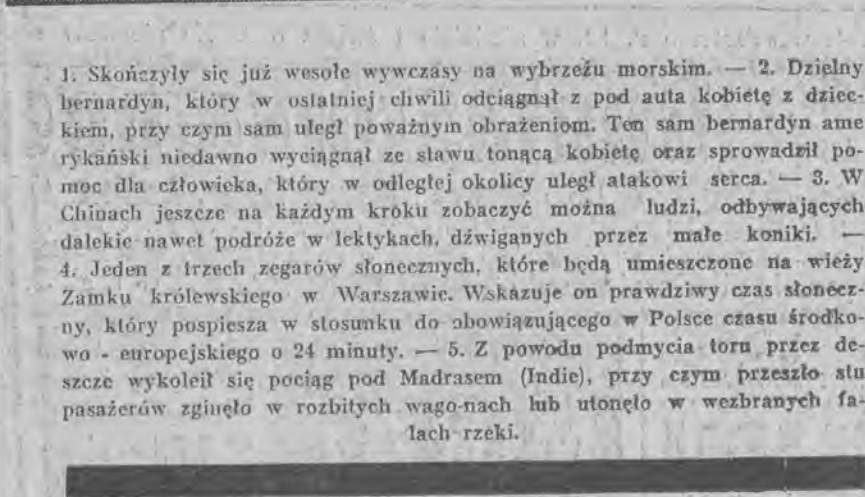 1. Skończyły się już wesołe wywczasy na wybrzeżu morskim. — 2. Dzielny
bernardyn, który w ostatniej chwili odciągnął z pod auta kobietę z dziec-
kiem, przy czym sam uległ poważnym obrażeniom. Ten sam bernardyn ame
rykański niedawno wyciągnął ze stawu tonącą kobietę oraz sprowadził po-
moc dla człowieka, który w odległej okolicy uległ atakowi serca. — 3. W
Chinach jeszcze na każdym kroku zobaczyć można ludzi, odbywających
dalekie nawet podróże w lektykach, dźwiganych przez małe koniki. —
4. Jeden z trzech zegarów słonecznych, które będą umieszczone na wieży
Zamku królewskiego w Warszawie. Wskazuje on prawdziwy czas słonecz-
ny, który pospiesza w stosunku do obowiązującego w Polsce czasu środko-
wo - europejskiego o 24 minuty. — 5. Z powodu podmycia toru przez de-
szcze wykoleił się pociąg pod Madrasem (Indie), przy czym przeszło stu
pasażerów zginęło w rozbitych wago-nach lub utonęło w wezbranych fa-
lach rzeki.